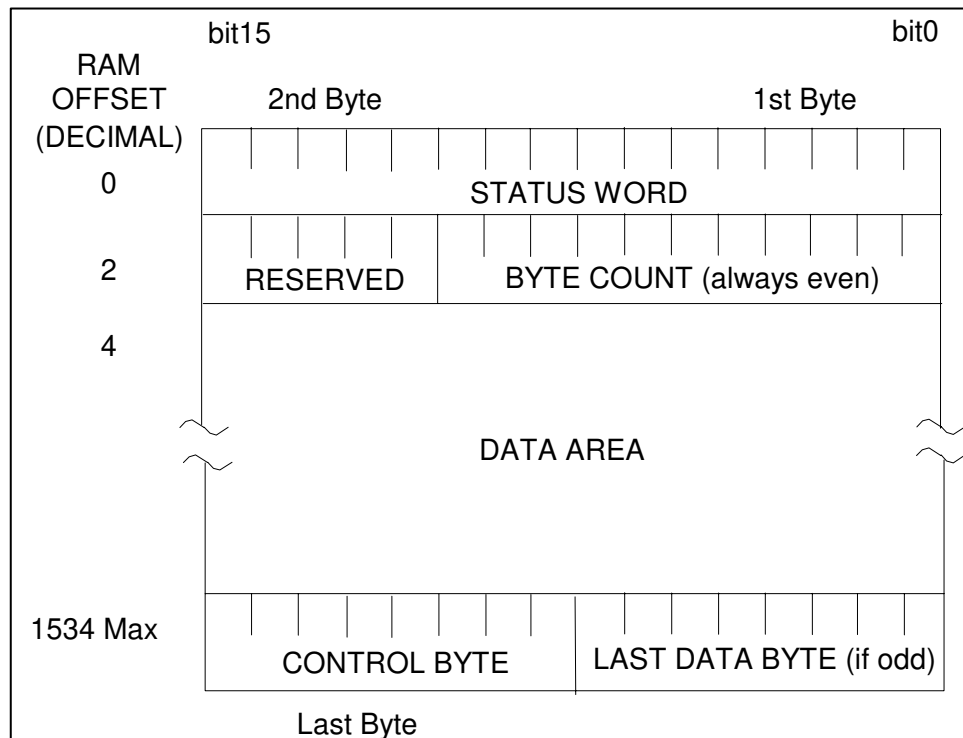 bit15 bit0
RAM
OFFSET
(DECIMAL)
2nd Byte 1st Byte
0 STATUS WORD
2 RESERVED BYTE COUNT (always even)
4
DATA AREA
1534 Max CONTROL BYTE LAST DATA BYTE (if odd)
Last Byte